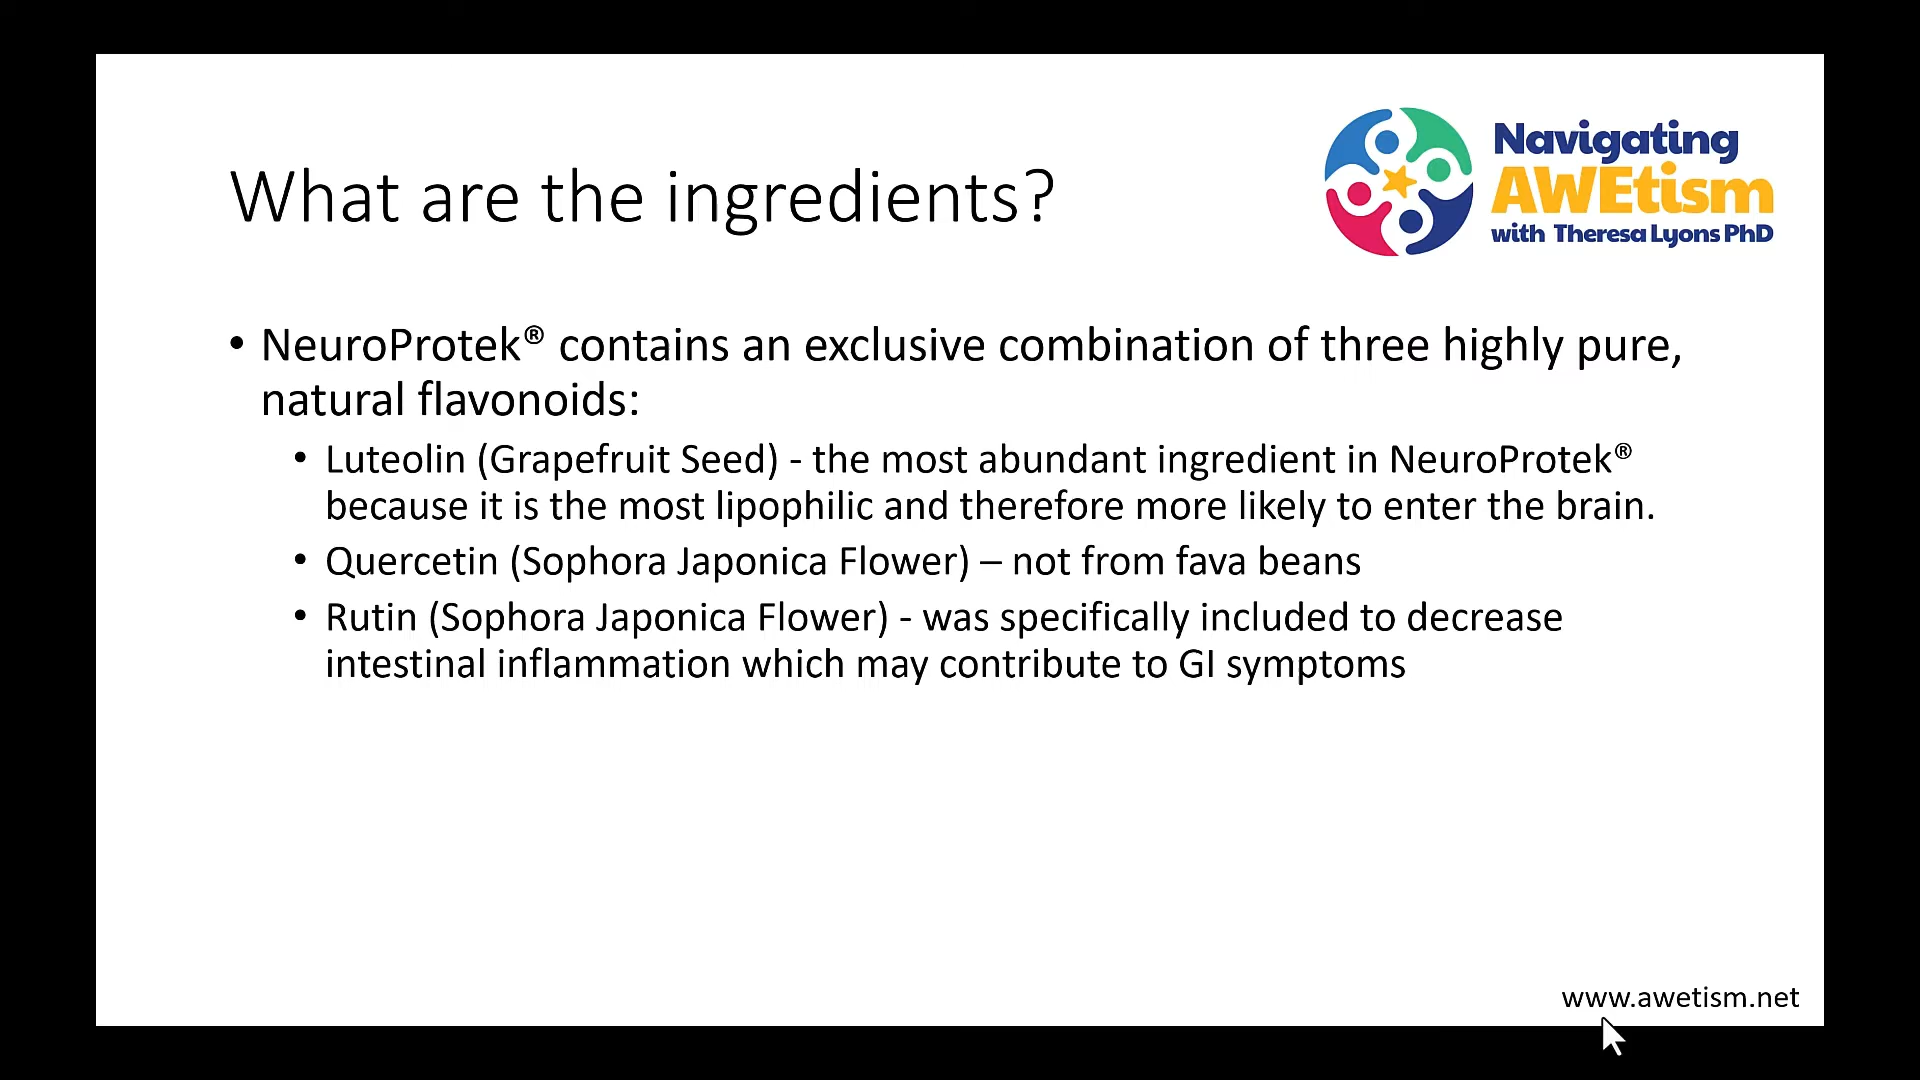 What are the ingredients?
Navigating
AWEtism
with Theresa Lyons PhD
• NeuroProtek® contains an exclusive combination of three highly pure,
natural flavonoids:
• Luteolin (Grapefruit Seed) - the most abundant ingredient in NeuroProtek®
because it is the most lipophilic and therefore more likely to enter the brain.
• Quercetin (Sophora Japonica Flower) – not from fava beans
• Rutin (Sophora Japonica Flower) - was specifically included to decrease
intestinal inflammation which may contribute to GI symptoms
www.awetism.net